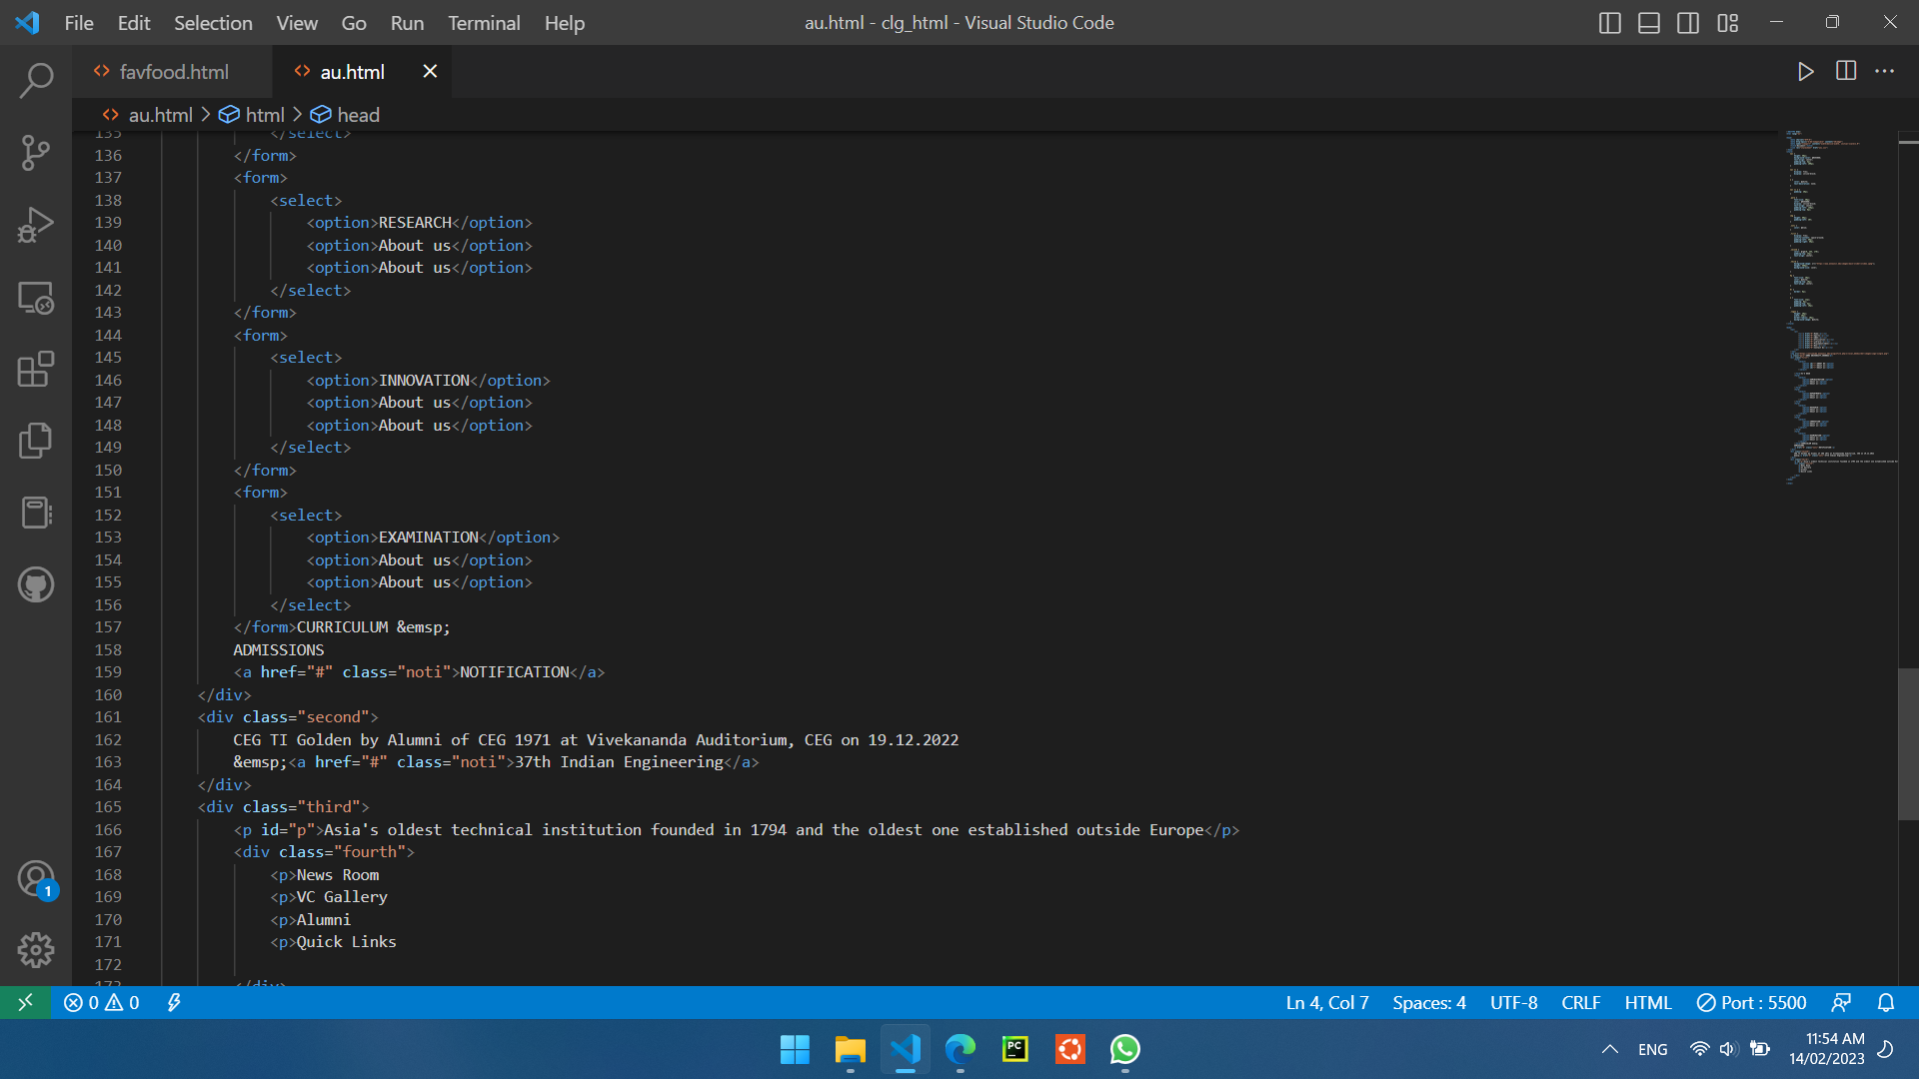 File Edit Selection View Go Run Terminal Help
au.html - clg_html - Visual Studio Code
favfood.html
au.html
au.html > html > head
135 </select>
136 </form>
137 <form>
138 <select>
139 <option>RESEARCH</option>
140 <option>About us</option>
141 <option>About us</option>
142 </select>
143 </form>
144 <form>
145 <select>
146 <option>INNOVATION</option>
147 <option>About us</option>
148 <option>About us</option>
149 </select>
150 </form>
151 <form>
152 <select>
153 <option>EXAMINATION</option>
154 <option>About us</option>
155 <option>About us</option>
156 </select>
157 </form>CURRICULUM &emsp;
158 ADMISSIONS
159 <a href="#" class="noti">NOTIFICATION</a>
160 </div>
161 <div class="second">
162 CEG TI Golden by Alumni of CEG 1971 at Vivekananda Auditorium, CEG on 19.12.2022
163 &emsp;<a href="#" class="noti">37th Indian Engineering</a>
164 </div>
165 <div class="third">
166 <p id="p">Asia's oldest technical institution founded in 1794 and the oldest one established outside Europe</p>
167 <div class="fourth">
168 <p>News Room
169 <p>VC Gallery
170 <p>Alumni
171 <p>Quick Links
172
173 </div>
1
0 0
Ln 4, Col 7 Spaces: 4 UTF-8 CRLF HTML Port : 5500
PC
ENG
11:54 AM
14/02/2023